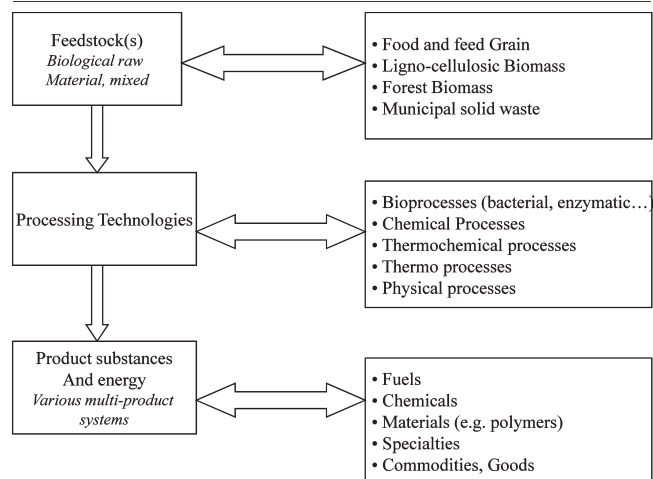 Feedstock(s)
Biological raw
Material, mixed
• Food and feed Grain
• Ligno-cellulosic Biomass
• Forest Biomass
• Municipal solid waste
Processing Technologies
• Bioprocesses (bacterial, enzymatic…)
• Chemical Processes
• Thermochemical processes
• Thermo processes
• Physical processes
Product substances
And energy
Various multi-product
systems
• Fuels
• Chemicals
• Materials (e.g. polymers)
• Specialties
• Commodities, Goods